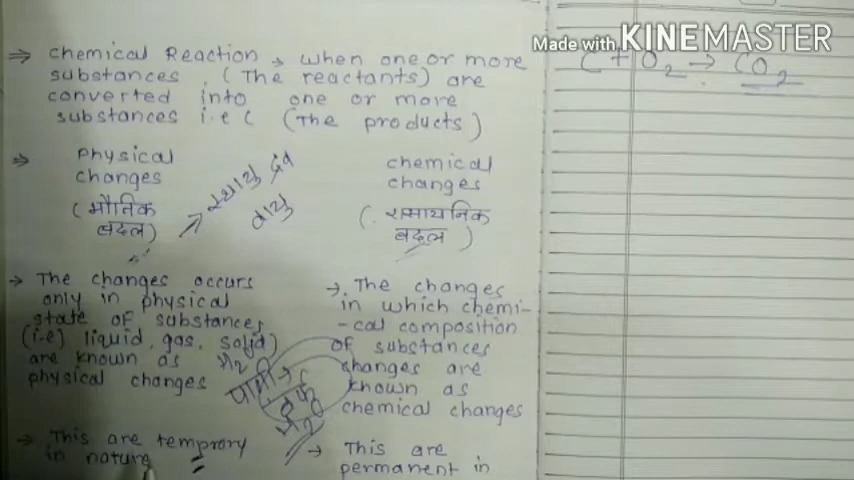 Made with KINEMASTER
C + O2 → CO2
⇒ Chemical Reaction → when one or more
substances (The reactants) are
converted into one or more
substances i.e ( (The products)
⇒ Physical
changes
(भौतिक
बदल)
→ स्थायु द्रव
वायु
chemical
changes
(. रासायनिक
बदल )
→ The changes occurs
only in physical
state of substances
(i.e) liquid, gas, solid)
are known as
physical changes
पाणी →
बर्फ
→ This are temprory
in nature
→ The changes
in which chemi-
-cal composition
of substances
changes are
known as
chemical changes
→ This are
permanent in